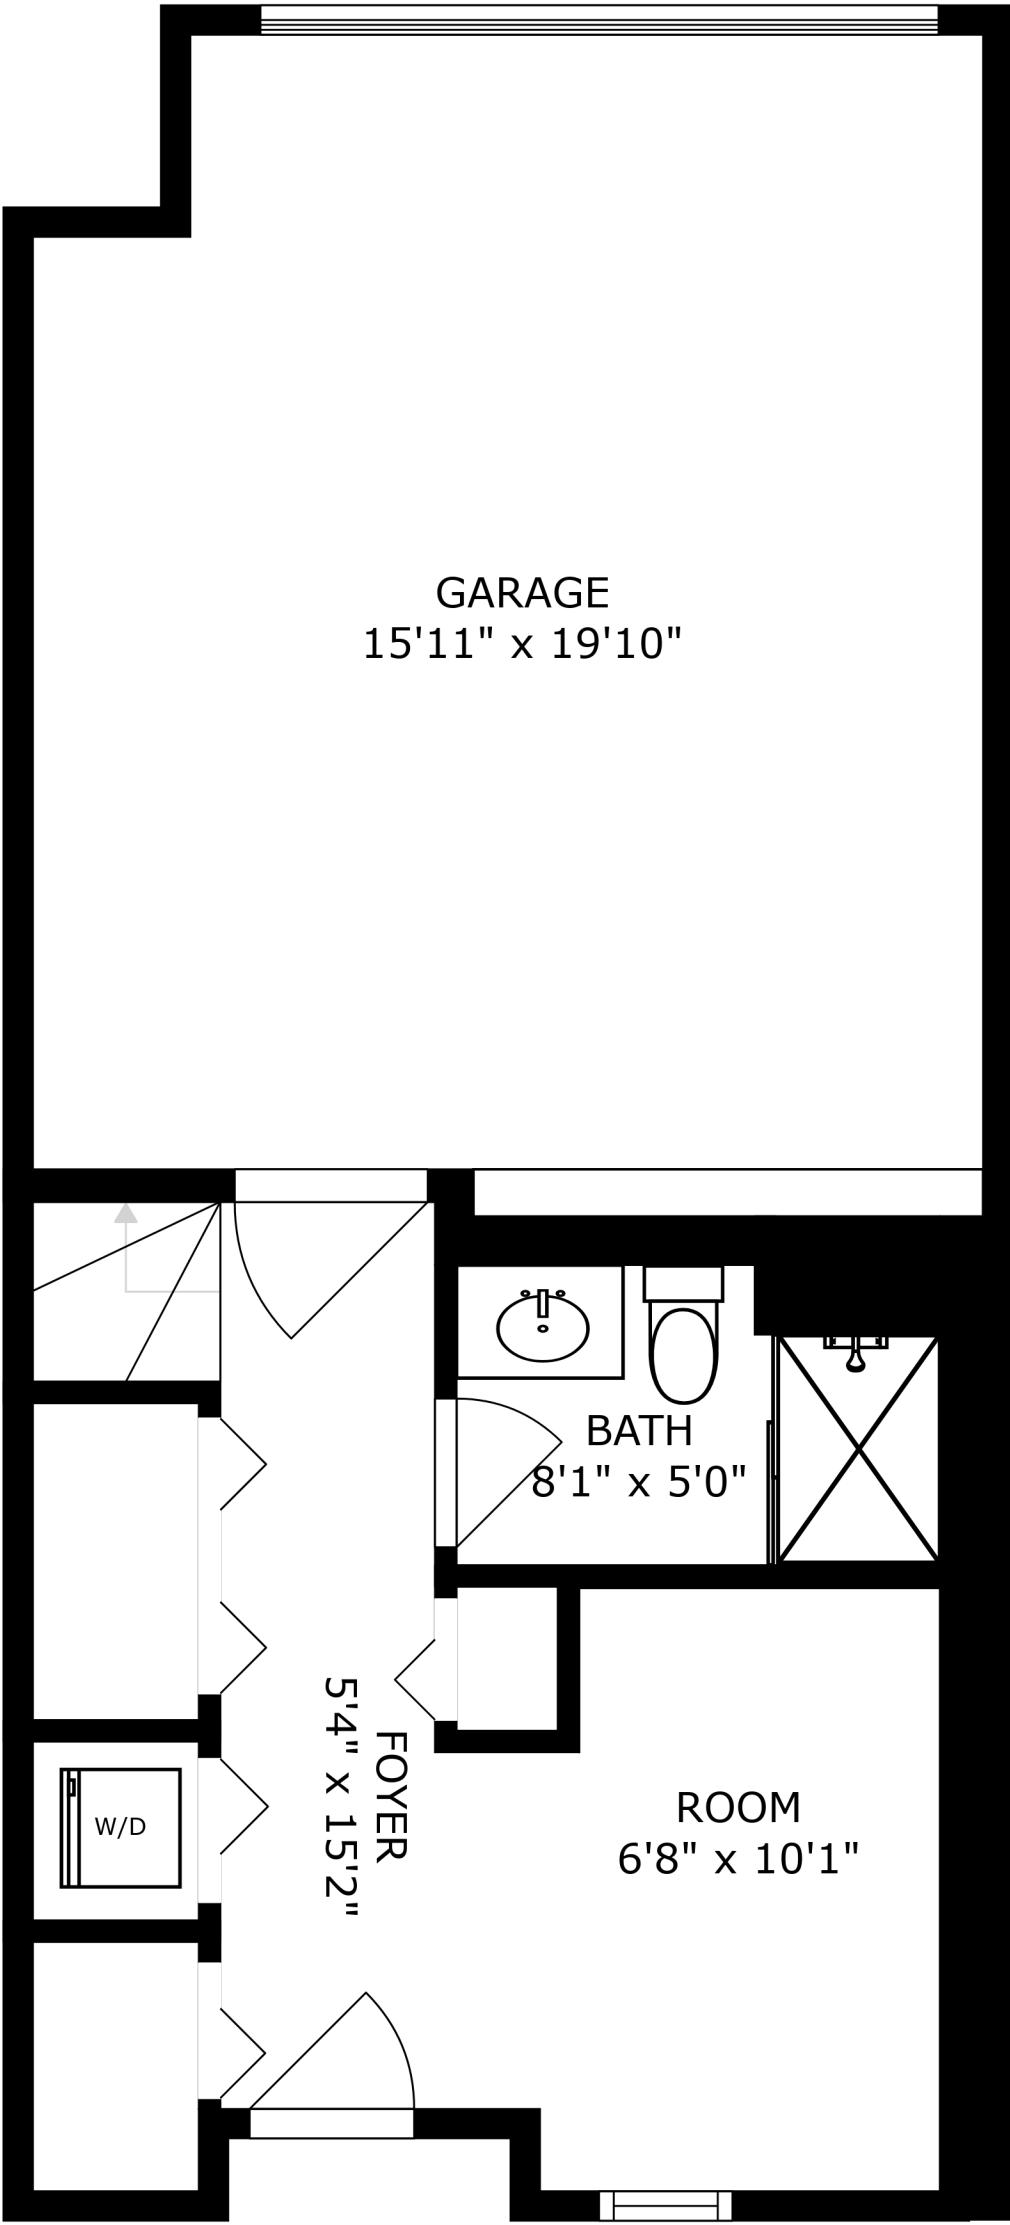 GARAGE
15'11" x 19'10"
BATH
8'1" x 5'0"
FOYER
5'4" x 15'2"
ROOM
6'8" x 10'1"
W/D